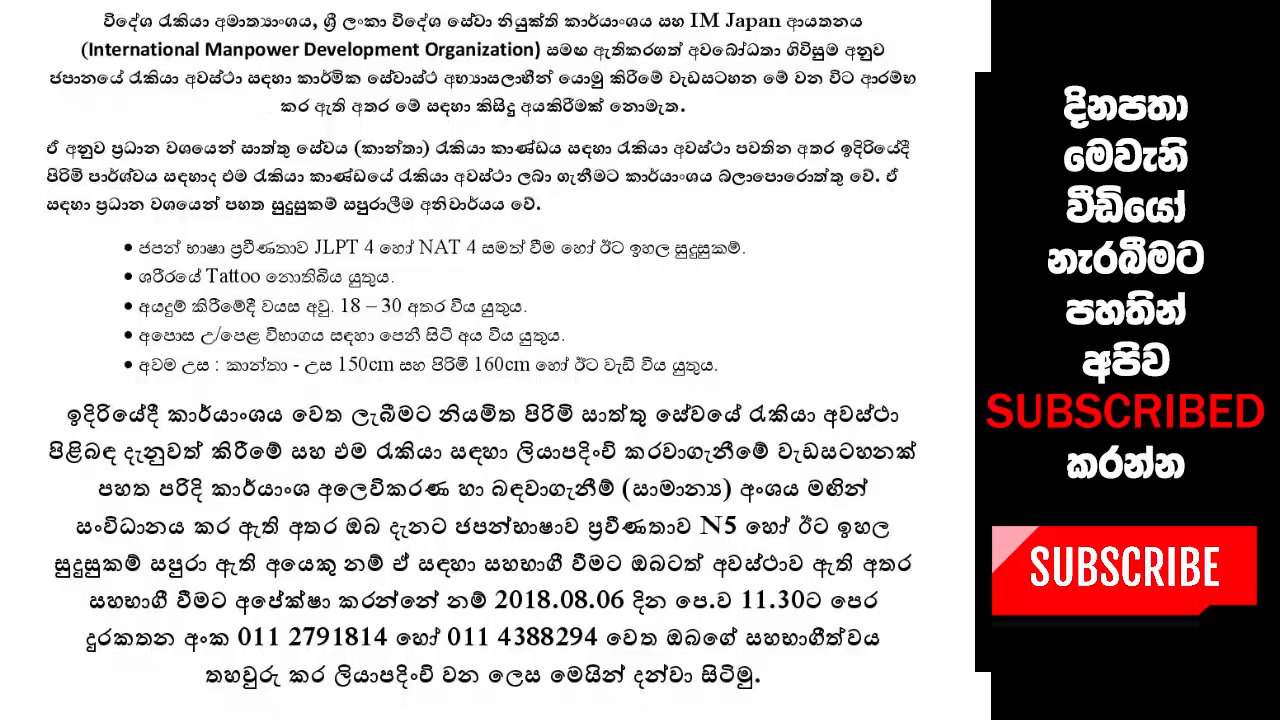 විදේශ රැකියා අමාත්‍යාංශය, ශ්‍රී ලංකා විදේශ සේවා නියුක්ති කාර්යාංශය සහ IM Japan ආයතනය
(International Manpower Development Organization) සමඟ ඇතිකරගත් අවබෝධතා ගිවිසුම අනුව
ජපානයේ රැකියා අවස්ථා සඳහා කාර්මික සේවාස්ථ අභ්‍යාසලාභීන් යොමු කිරීමේ වැඩසටහන මේ වන විට ආරම්භ
කර ඇති අතර මේ සඳහා කිසිදු අයකිරීමක් නොමැත.
ඒ අනුව ප්‍රධාන වශයෙන් සාත්තු සේවය (කාන්තා) රැකියා කාණ්ඩය සඳහා රැකියා අවස්ථා පවතින අතර ඉදිරියේදී
පිරිමි පාර්ශ්වය සඳහාද එම රැකියා කාණ්ඩයේ රැකියා අවස්ථා ලබා ගැනීමට කාර්යාංශය බලාපොරොත්තු වේ. ඒ
සඳහා ප්‍රධාන වශයෙන් පහත සුදුසුකම් සපුරාලීම අනිවාර්යය වේ.
• ජපන් භාෂා ප්‍රවීණතාව JLPT 4 හෝ NAT 4 සමත් වීම හෝ ඊට ඉහල සුදුසුකම්.
• ශරීරයේ Tattoo නොතිබිය යුතුය.
• අයදුම් කිරීමේදී වයස අවු. 18 – 30 අතර විය යුතුය.
• අපොස උ/පෙළ විභාගය සඳහා පෙනී සිටි අය විය යුතුය.
• අවම උස : කාන්තා - උස 150cm සහ පිරිමි 160cm හෝ ඊට වැඩි විය යුතුය.
ඉදිරියේදී කාර්යාංශය වෙත ලැබීමට නියමිත පිරිමි සාත්තු සේවයේ රැකියා අවස්ථා
පිළිබඳ දැනුවත් කිරීමේ සහ එම රැකියා සඳහා ලියාපදිංචි කරවාගැනීමේ වැඩසටහනක්
පහත පරිදි කාර්යාංශ අලෙවිකරණ හා බඳවාගැනීම් (සාමාන්‍ය) අංශය මඟින්
සංවිධානය කර ඇති අතර ඔබ දැනට ජපන්භාෂාව ප්‍රවීණතාව N5 හෝ ඊට ඉහල
සුදුසුකම් සපුරා ඇති අයෙකු නම් ඒ සඳහා සහභාගී වීමට ඔබටත් අවස්ථාව ඇති අතර
සහභාගී වීමට අපේක්ෂා කරන්නේ නම් 2018.08.06 දින පෙ.ව 11.30ට පෙර
දුරකතන අංක 011 2791814 හෝ 011 4388294 වෙත ඔබගේ සහභාගීත්වය
තහවුරු කර ලියාපදිංචි වන ලෙස මෙයින් දන්වා සිටිමු.
දිනපතා
මෙවැනි
වීඩියෝ
නැරබීමට
පහතින්
අපිව
SUBSCRIBED
කරන්න
SUBSCRIBE